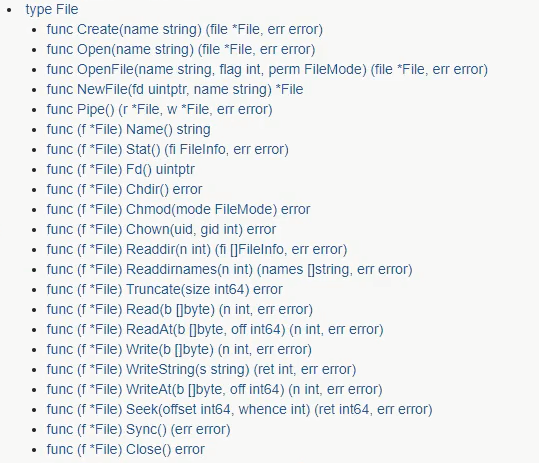 type File
func Create(name string) (file *File, err error)
func Open(name string) (file *File, err error)
func OpenFile(name string, flag int, perm FileMode) (file *File, err error)
func NewFile(fd uintptr, name string) *File
func Pipe() (r *File, w *File, err error)
func (f *File) Name() string
func (f *File) Stat() (fi FileInfo, err error)
func (f *File) Fd() uintptr
func (f *File) Chdir() error
func (f *File) Chmod(mode FileMode) error
func (f *File) Chown(uid, gid int) error
func (f *File) Readdir(n int) (fi []FileInfo, err error)
func (f *File) Readdirnames(n int) (names []string, err error)
func (f *File) Truncate(size int64) error
func (f *File) Read(b []byte) (n int, err error)
func (f *File) ReadAt(b []byte, off int64) (n int, err error)
func (f *File) Write(b []byte) (n int, err error)
func (f *File) WriteString(s string) (ret int, err error)
func (f *File) WriteAt(b []byte, off int64) (n int, err error)
func (f *File) Seek(offset int64, whence int) (ret int64, err error)
func (f *File) Sync() (err error)
func (f *File) Close() error